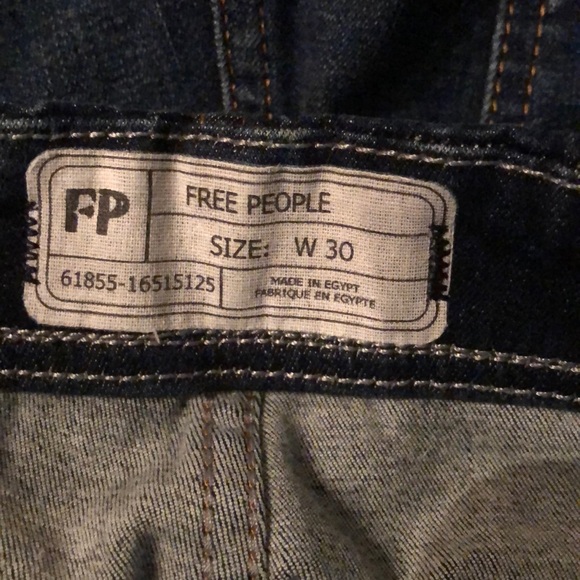 FP
FREE PEOPLE
SIZE: W 30
61855-16515125
MADE IN EGYPT
FABRIQUE EN EGYPTE